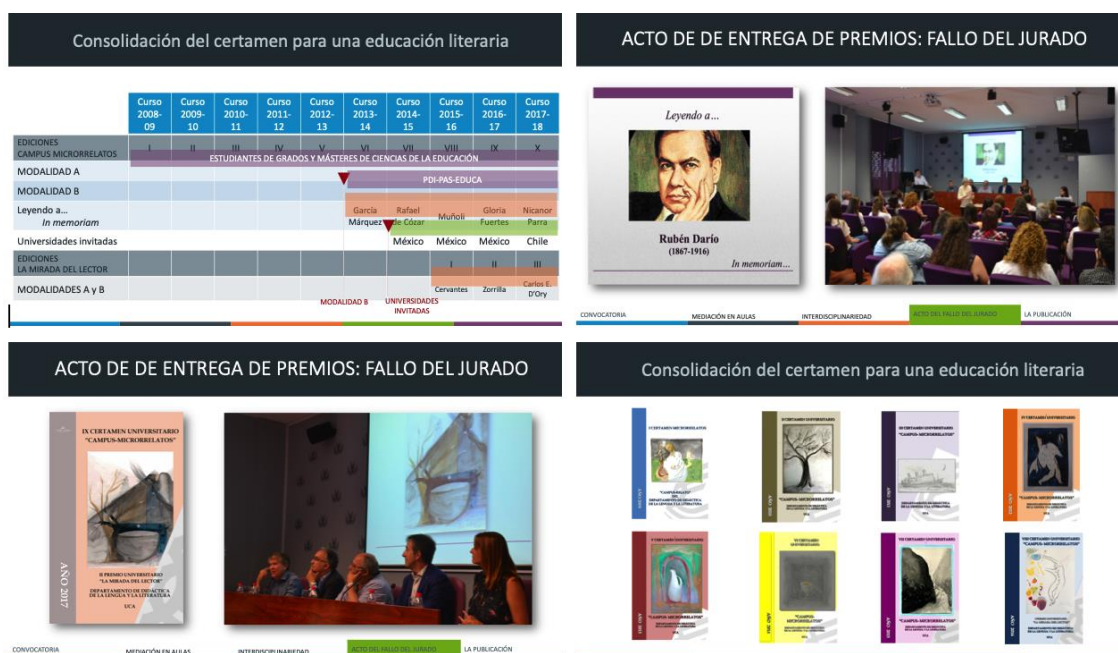 Consolidación del certamen para una educación literaria
Curso 2008-09 Curso 2009-10 Curso 2010-11 Curso 2011-12 Curso 2012-13 Curso 2013-14 Curso 2014-15 Curso 2015-16 Curso 2016-17 Curso 2017-18
EDICIONES
CAMPUS MICRORRELATOS I II III IV V VI VII VIII IX X
ESTUDIANTES DE GRADOS Y MÁSTERES DE CIENCIAS DE LA EDUCACIÓN
MODALIDAD A
PDI-PAS-EDUCA
MODALIDAD B
Leyendo a... García Rafael Muñoli Gloria Nicanor
In memoriam Márquez de Cózar Fuertes Parra
Universidades invitadas México México México Chile
EDICIONES
LA MIRADA DEL LECTOR I II III
MODALIDADES A y B Cervantes Zorrilla Carlos E. D'Ory
MODALIDAD B UNIVERSIDADES
INVITADAS
ACTO DE DE ENTREGA DE PREMIOS: FALLO DEL JURADO
Leyendo a...
Rubén Darío
(1867-1916)
In memoriam...
CONVOCATORIA MEDIACIÓN EN AULAS INTERDISCIPLINARIEDAD ACTO DEL FALLO DEL JURADO LA PUBLICACIÓN
ACTO DE DE ENTREGA DE PREMIOS: FALLO DEL JURADO
IX CERTAMEN UNIVERSITARIO
"CAMPUS-MICRORRELATOS"
AÑO 2017
II PREMIO UNIVERSITARIO
"LA MIRADA DEL LECTOR"
DEPARTAMENTO DE DIDÁCTICA
DE LA LENGUA Y LA LITERATURA
UCA
CONVOCATORIA MEDIACIÓN EN AULAS INTERDISCIPLINARIEDAD ACTO DEL FALLO DEL JURADO LA PUBLICACIÓN
Consolidación del certamen para una educación literaria